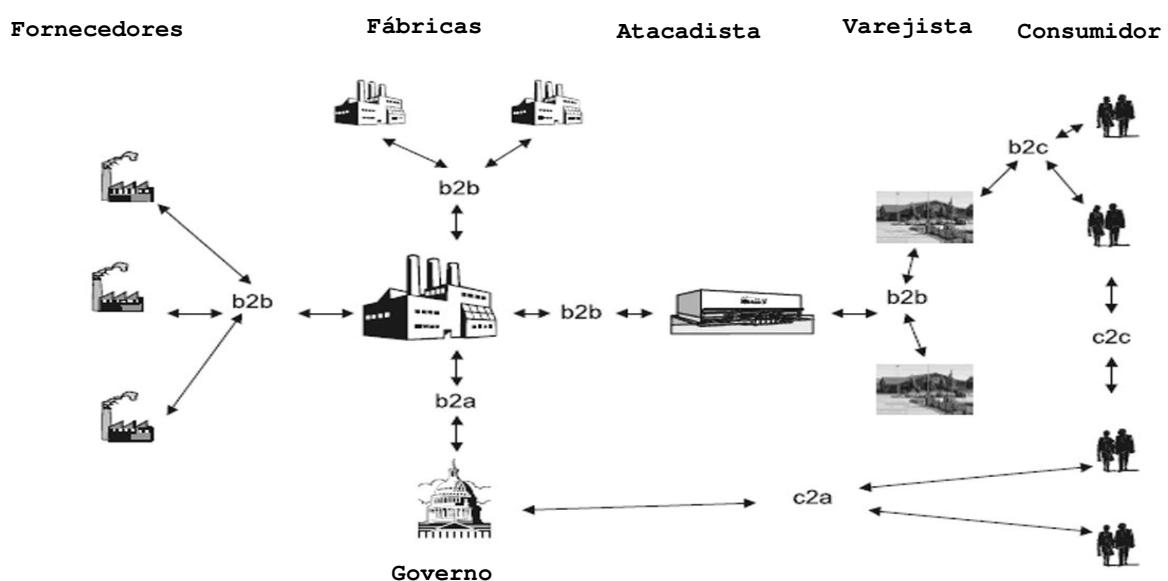 Fornecedores
Fábricas
Atacadista
Varejista
Consumidor
b2c
b2b
b2b
b2b
b2b
c2c
b2a
c2a
Governo